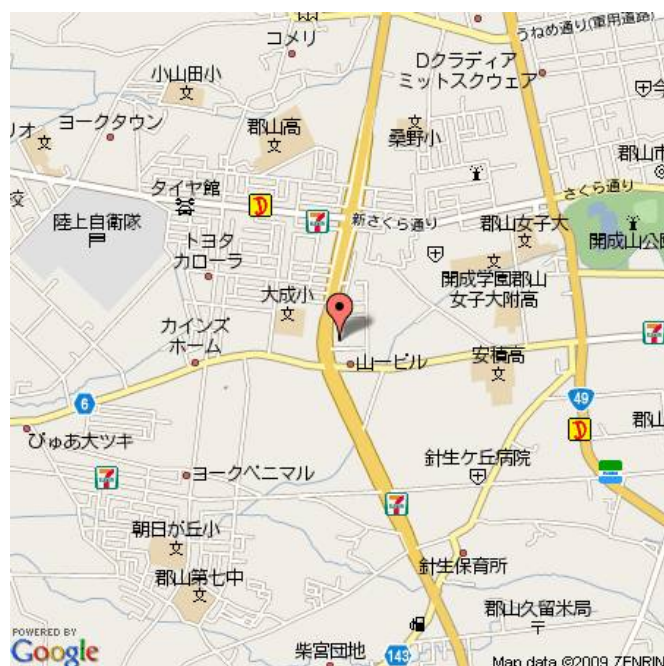 うねめ通り(軍用道路)
コメリ
Dクラディア
ミットスクウェア
小山田小
文
今
リオ
ヨークタウン
郡山高
文
桑野小
文
文
郡山市
校
タイヤ館
さくら通り
陸上自衛隊
新さくら通り
郡山女子大
文
開成山公園
トヨタ
カローラ
開成学園郡山
女子大附高
文
大成小
文
カインズ
ホーム
山一ビル
安積高
文
6
49
ぴゅあ大ツキ
郡山
ヨークベニマル
針生ケ丘病院
朝日が丘小
文
郡山第七中
文
針生保育所
郡山久留米局
〒
柴宮団地
143
POWERED BY
Google
Map data ©2009 ZENRIN